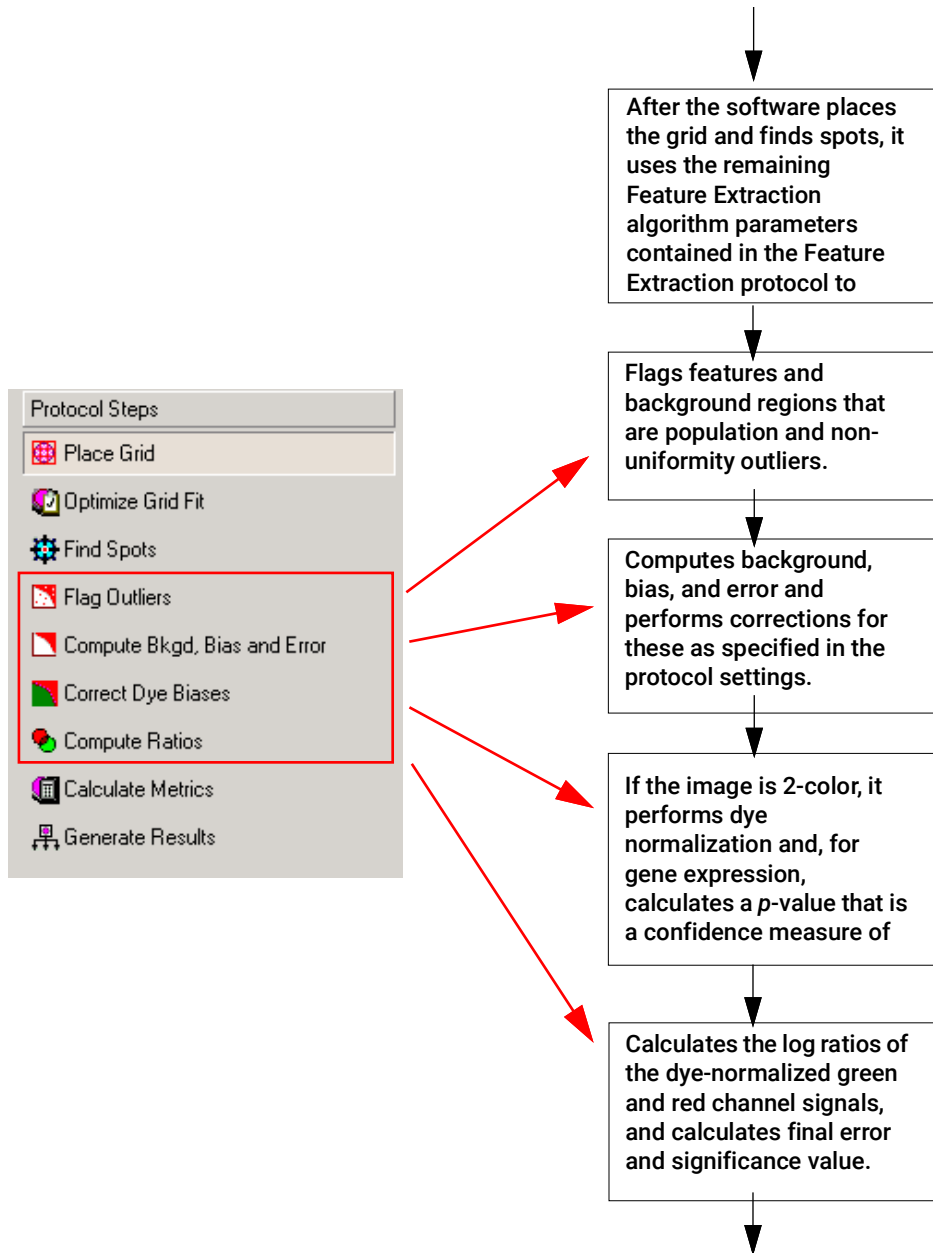 After the software places
the grid and finds spots, it
uses the remaining
Feature Extraction
algorithm parameters
contained in the Feature
Extraction protocol to
Flags features and
background regions that
are population and non-
uniformity outliers.
Computes background,
bias, and error and
performs corrections for
these as specified in the
protocol settings.
If the image is 2-color, it
performs dye
normalization and, for
gene expression,
calculates a p-value that is
a confidence measure of
Calculates the log ratios of
the dye-normalized green
and red channel signals,
and calculates final error
and significance value.
Protocol Steps
Place Grid
Optimize Grid Fit
Find Spots
Flag Outliers
Compute Bkgd, Bias and Error
Correct Dye Biases
Compute Ratios
Calculate Metrics
Generate Results